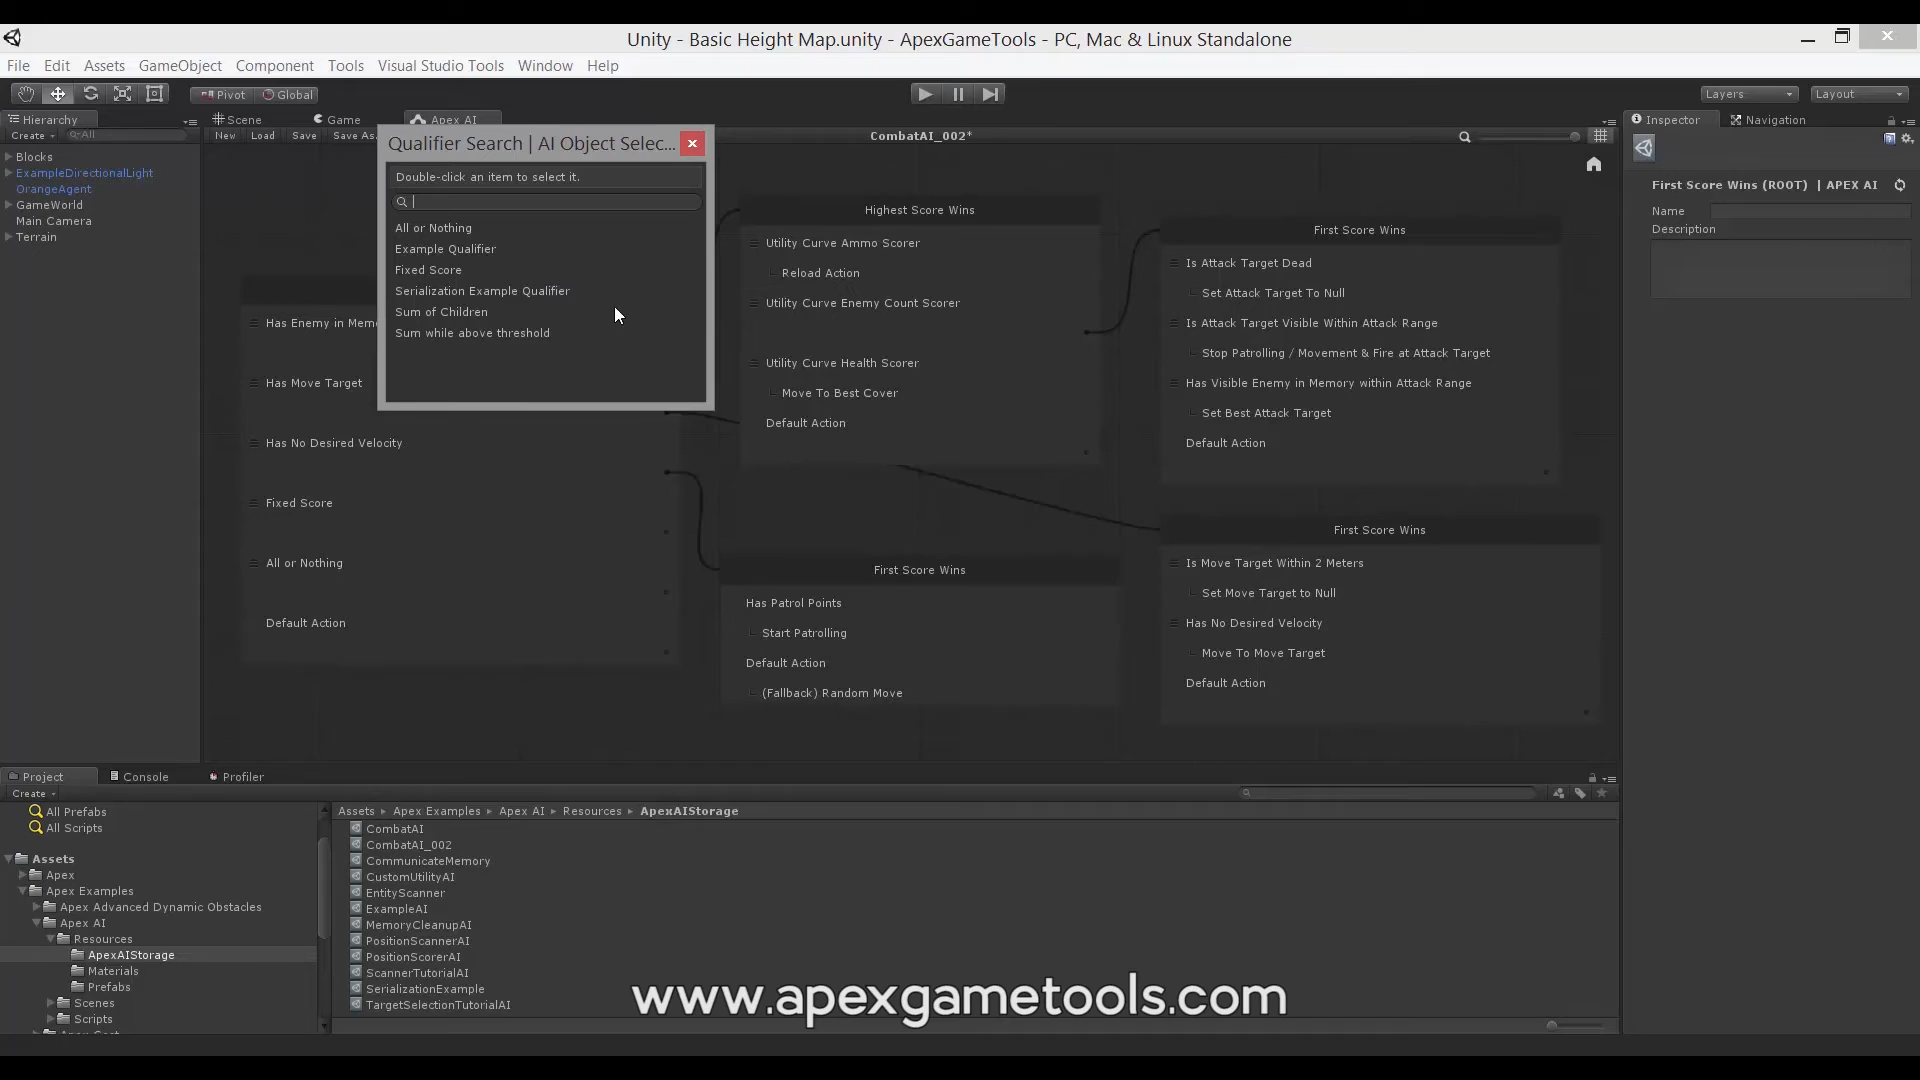 Unity - Basic Height Map.unity - ApexGameTools - PC, Mac & Linux Standalone
File Edit Assets GameObject Component Tools Visual Studio Tools Window Help
Pivot Global Layers Layout
Hierarchy Scene Game Apex AI Inspector Navigation
Create All New Load Save Save As. CombatAI_002*
Blocks
ExampleDirectionalLight
OrangeAgent
GameWorld
Main Camera
Terrain
Qualifier Search | AI Object Selec...
Double-click an item to select it.
All or Nothing
Example Qualifier
Fixed Score
Serialization Example Qualifier
Sum of Children
Sum while above threshold
Has Enemy in Memo
Has Move Target
Has No Desired Velocity
Fixed Score
All or Nothing
Default Action
Highest Score Wins
Utility Curve Ammo Scorer
Reload Action
Utility Curve Enemy Count Scorer
Utility Curve Health Scorer
Move To Best Cover
Default Action
First Score Wins
Has Patrol Points
Start Patrolling
Default Action
(Fallback) Random Move
First Score Wins
Is Attack Target Dead
Set Attack Target To Null
Is Attack Target Visible Within Attack Range
Stop Patrolling / Movement & Fire at Attack Target
Has Visible Enemy in Memory within Attack Range
Set Best Attack Target
Default Action
First Score Wins
Is Move Target Within 2 Meters
Set Move Target to Null
Has No Desired Velocity
Move To Move Target
Default Action
First Score Wins (ROOT) | APEX AI
Name
Description
Project Console Profiler
Create
All Prefabs
All Scripts
Assets
Apex
Apex Examples
Apex Advanced Dynamic Obstacles
Apex AI
Resources
ApexAIStorage
Materials
Prefabs
Scenes
Scripts
Assets Apex Examples Apex AI Resources ApexAIStorage
CombatAI
CombatAI_002
CommunicateMemory
CustomUtilityAI
EntityScanner
ExampleAI
MemoryCleanupAI
PositionScannerAI
PositionScorerAI
ScannerTutorialAI
SerializationExample
TargetSelectionTutorialAI
www.apexgametools.com